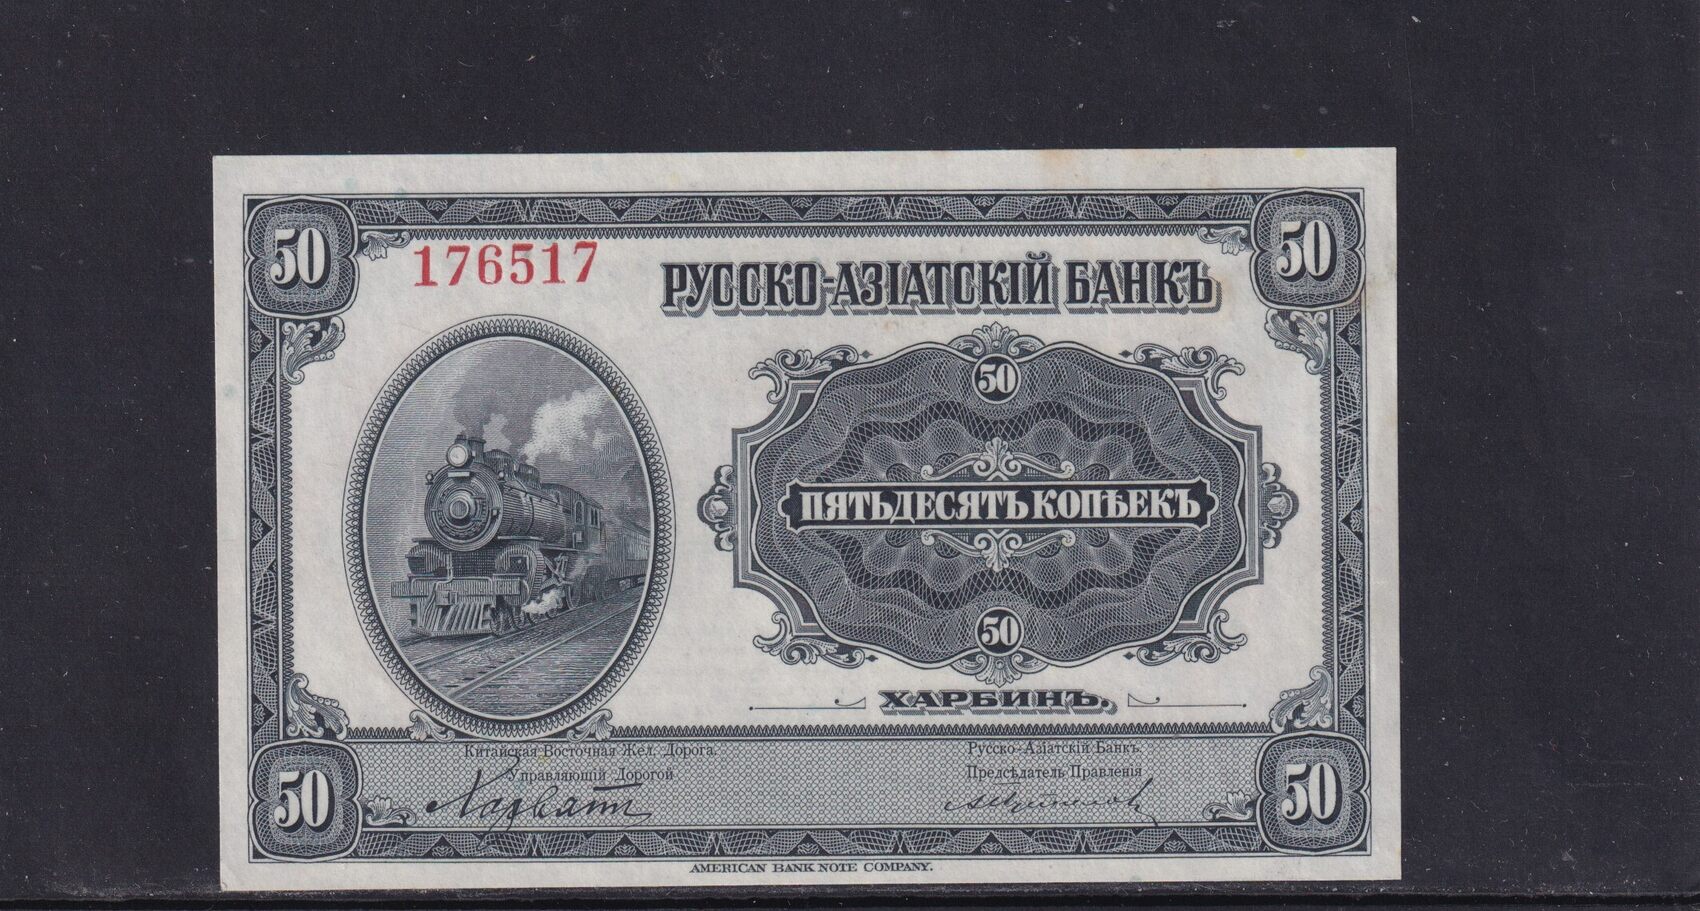 50
176517
50
РУССКО-АЗІАТСКІЙ БАНКЪ
50
ПЯТЬДЕСЯТЪ КОПѢЕКЪ
50
ХАРБИНЪ.
Китайская Восточная Жел. Дорога.
Управляющій Дорогой
Русско-Азіатскій Банкъ.
Предсѣдатель Правленія
50
50
AMERICAN BANK NOTE COMPANY.